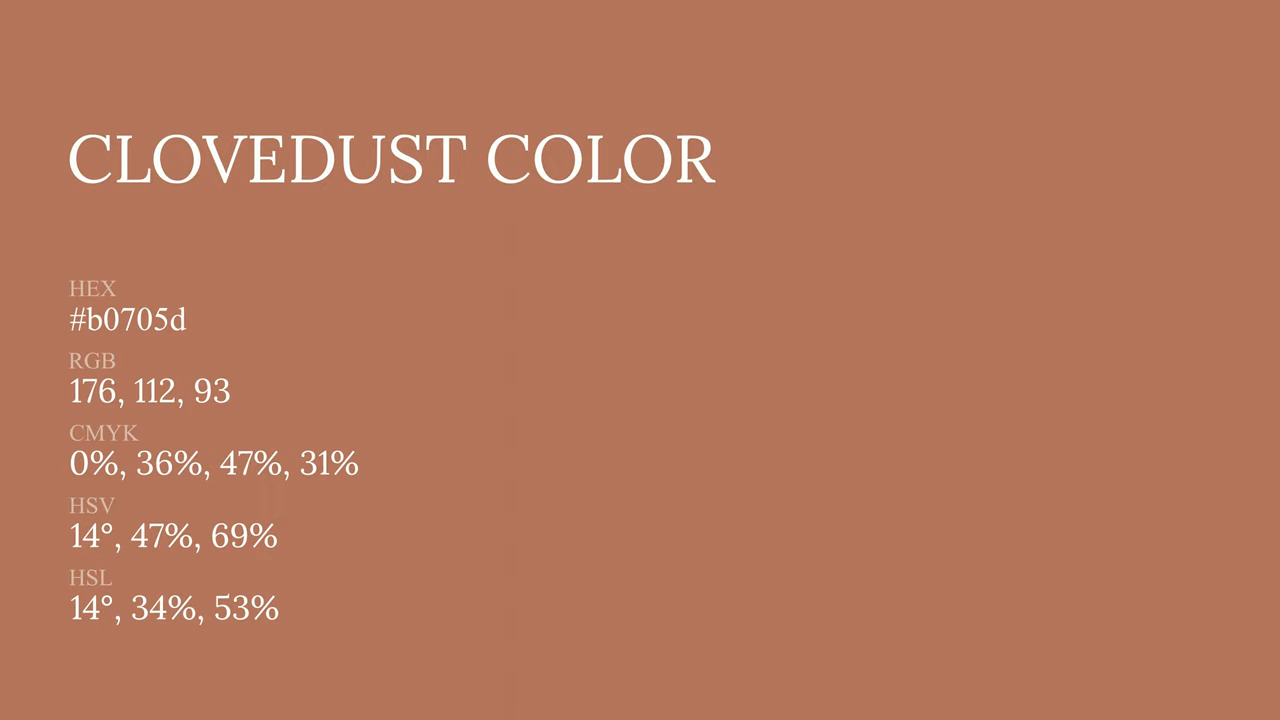 CLOVEDUST COLOR
HEX
#b0705d
RGB
176, 112, 93
CMYK
0%, 36%, 47%, 31%
HSV
14°, 47%, 69%
HSL
14°, 34%, 53%